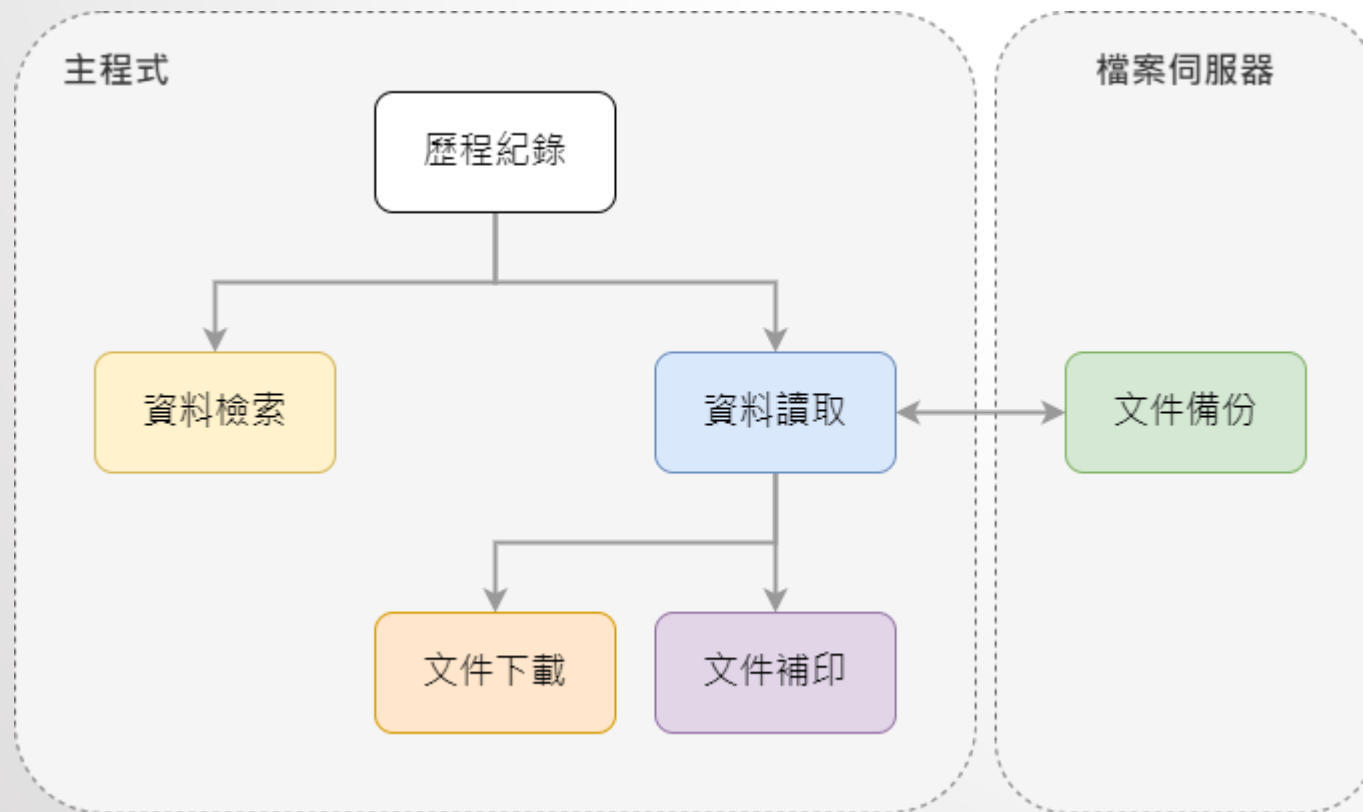 主程式
檔案伺服器
歷程紀錄
資料檢索
資料讀取
文件備份
文件下載
文件補印